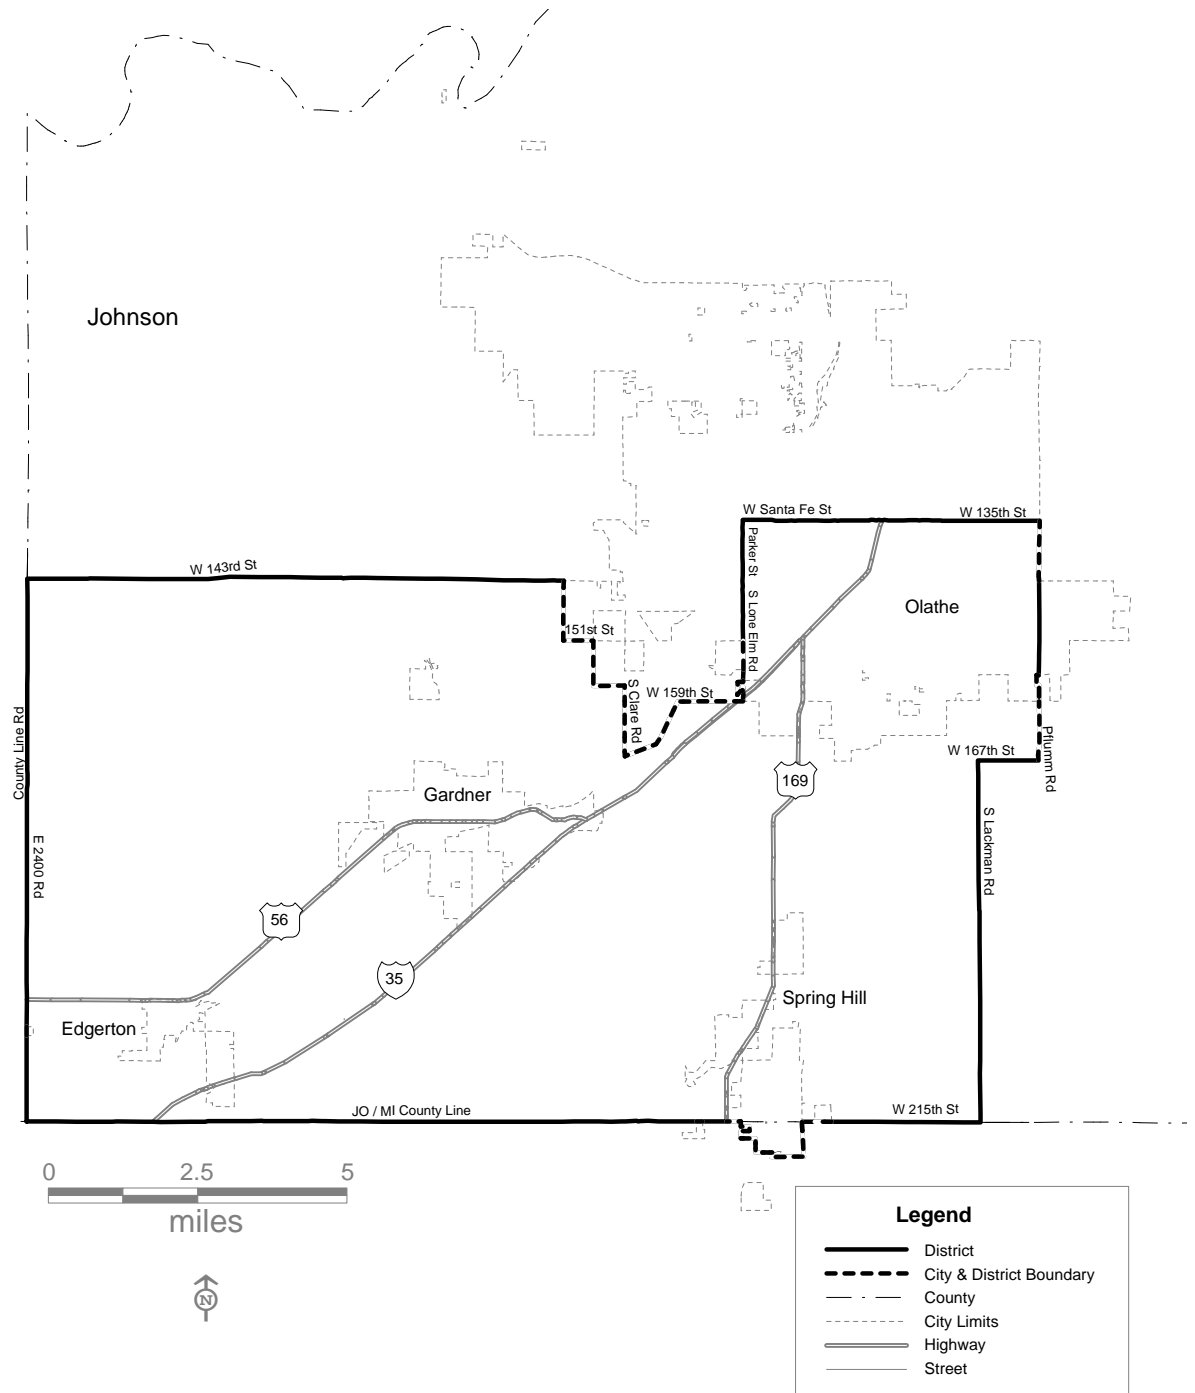 Johnson
W Santa Fe St
W 135th St
Parker St
S Lone Elm Rd
W 143rd St
Olathe
151st St
S Clare Rd
W 159th St
County Line Rd
Pflumm Rd
W 167th St
169
Gardner
S Lackman Rd
E 2400 Rd
56
35
Spring Hill
Edgerton
JO / MI County Line
W 215th St
0 2.5 5
miles
N
Legend
District
City & District Boundary
County
City Limits
Highway
Street